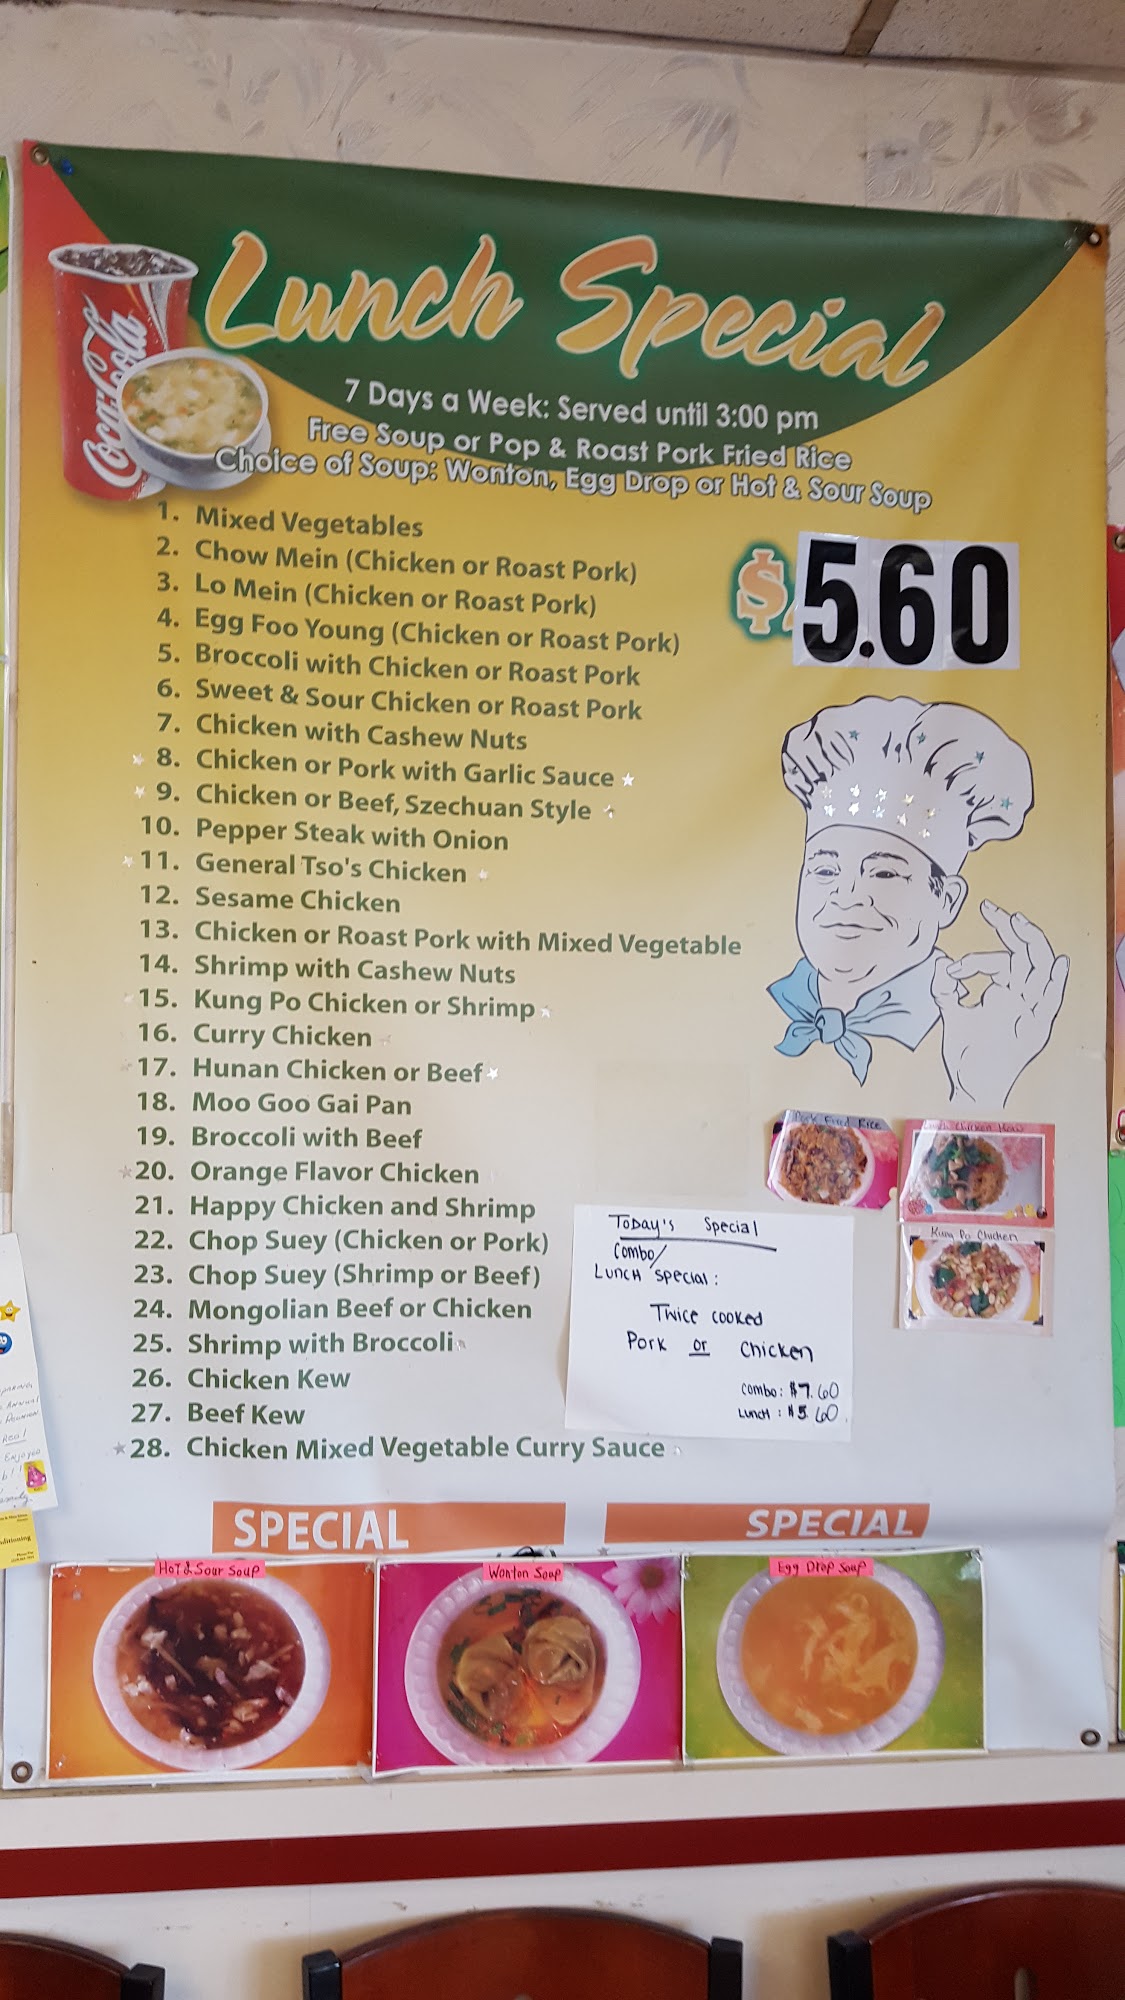 Lunch Special
Coca-Cola
7 Days a Week: Served until 3:00 pm
Free Soup or Pop & Roast Pork Fried Rice
Choice of Soup: Wonton, Egg Drop or Hot & Sour Soup
$5.60
1. Mixed Vegetables
2. Chow Mein (Chicken or Roast Pork)
3. Lo Mein (Chicken or Roast Pork)
4. Egg Foo Young (Chicken or Roast Pork)
5. Broccoli with Chicken or Roast Pork
6. Sweet & Sour Chicken or Roast Pork
7. Chicken with Cashew Nuts
8. Chicken or Pork with Garlic Sauce
9. Chicken or Beef, Szechuan Style
10. Pepper Steak with Onion
11. General Tso's Chicken
12. Sesame Chicken
13. Chicken or Roast Pork with Mixed Vegetable
14. Shrimp with Cashew Nuts
15. Kung Po Chicken or Shrimp
16. Curry Chicken
17. Hunan Chicken or Beef
18. Moo Goo Gai Pan
19. Broccoli with Beef
20. Orange Flavor Chicken
21. Happy Chicken and Shrimp
22. Chop Suey (Chicken or Pork)
23. Chop Suey (Shrimp or Beef)
24. Mongolian Beef or Chicken
25. Shrimp with Broccoli
26. Chicken Kew
27. Beef Kew
28. Chicken Mixed Vegetable Curry Sauce
Pork Fried Rice
Kung Po Chicken
Today's Special
Combo/
Lunch Special:
Twice cooked
Pork or Chicken
Combo: $7.60
Lunch: $5.60
SPECIAL
SPECIAL
Hot & Sour Soup
Wonton Soup
Egg Drop Soup